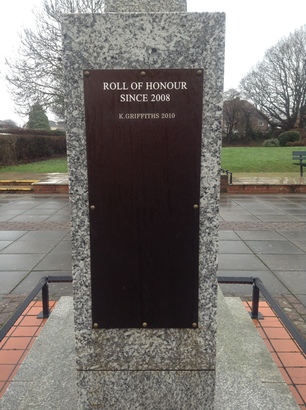 ROLL OF HONOUR
SINCE 2008
K.GRIFFITHS 2010